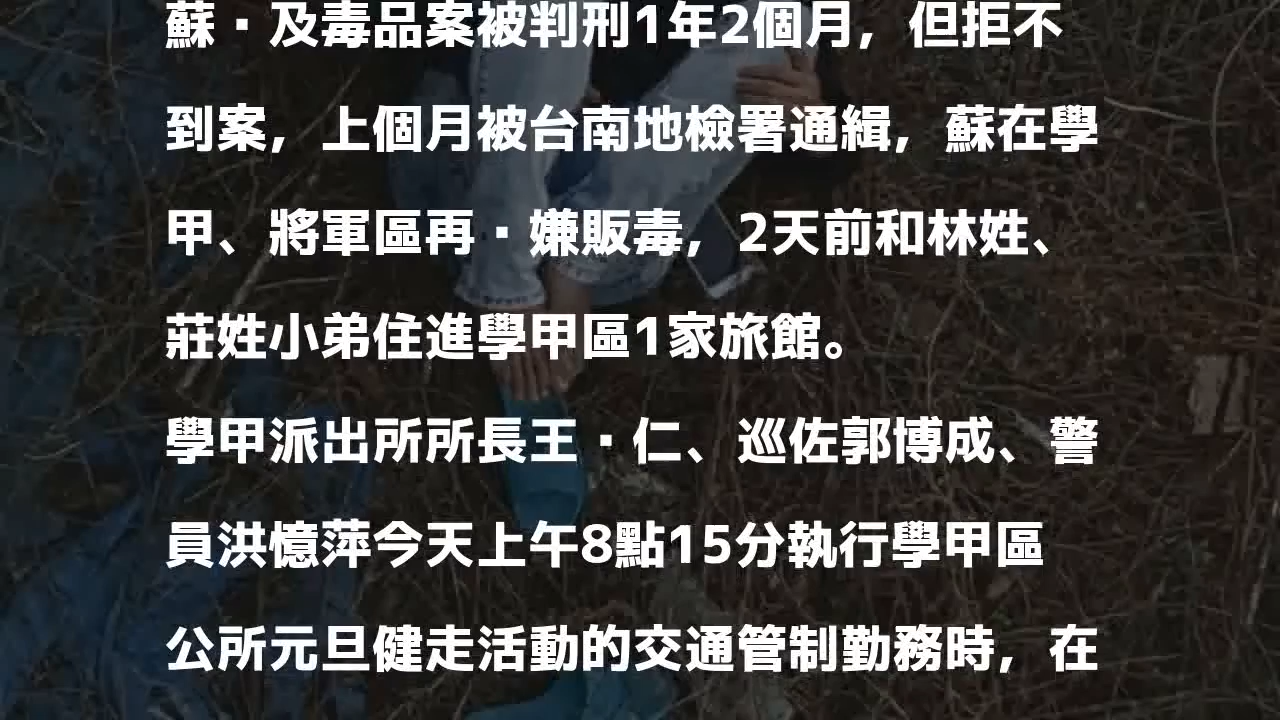 蘇▪及毒品案被判刑1年2個月，但拒不
到案，上個月被台南地檢署通緝，蘇在學
甲、將軍區再▪嫌販毒，2天前和林姓、
莊姓小弟住進學甲區1家旅館。
學甲派出所所長王▪仁、巡佐郭博成、警
員洪憶萍今天上午8點15分執行學甲區
公所元旦健走活動的交通管制勤務時，在